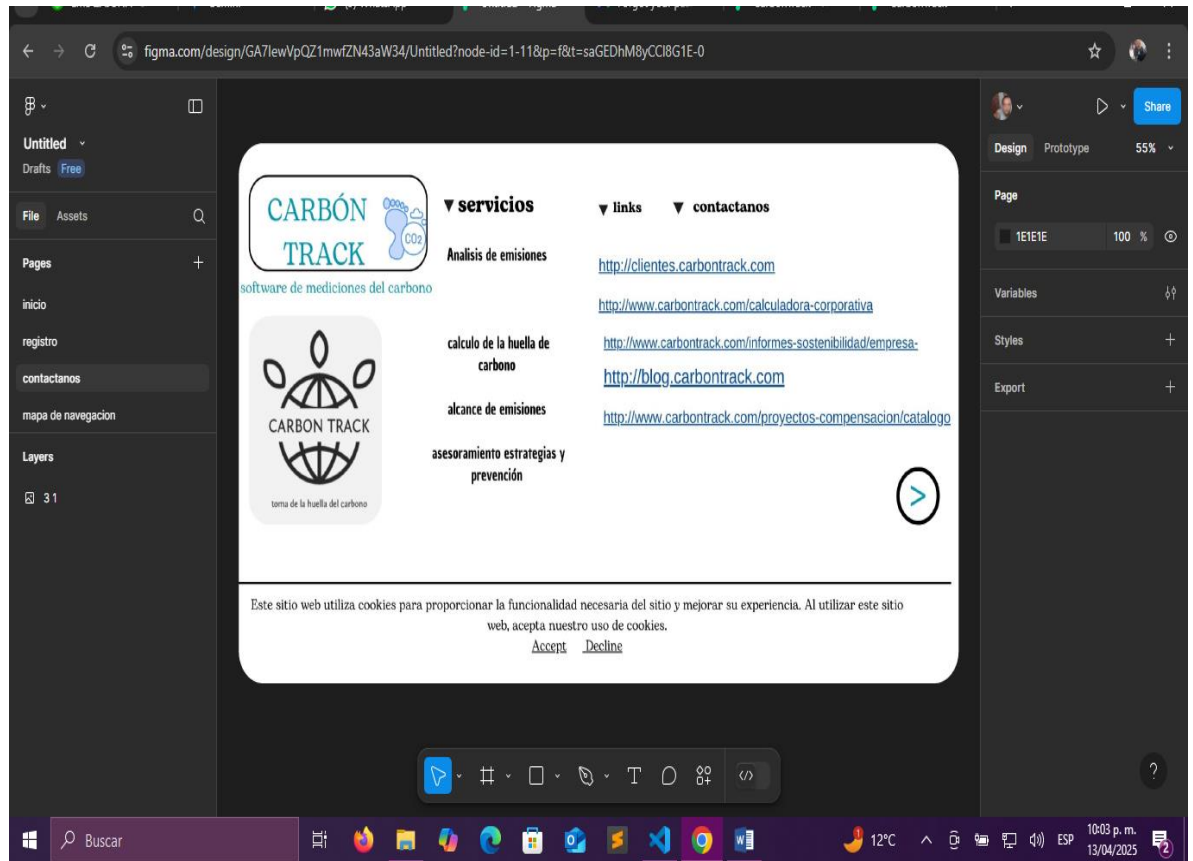 figma.com/design/GA7IewVpQZ1mwfZN43aW34/Untitled?node-id=1-11&p=f&t=saGEDhM8yCCl8G1E-0
Untitled
Drafts Free
File Assets
Pages
inicio
registro
contactanos
mapa de navegacion
Layers
3 1
CARBÓN
TRACK
CO2
software de mediciones del carbono
CARBON TRACK
toma de la huella del carbono
▼ servicios
Analisis de emisiones
calculo de la huella de
carbono
alcance de emisiones
asesoramiento estrategias y
prevención
▼ links ▼ contactanos
http://clientes.carbontrack.com
http://www.carbontrack.com/calculadora-corporativa
http://www.carbontrack.com/informes-sostenibilidad/empresa-
http://blog.carbontrack.com
http://www.carbontrack.com/proyectos-compensacion/catalogo
>
Este sitio web utiliza cookies para proporcionar la funcionalidad necesaria del sitio y mejorar su experiencia. Al utilizar este sitio
web, acepta nuestro uso de cookies.
Accept Decline
Share
Design Prototype 55%
Page
1E1E1E 100 %
Variables
Styles
Export
?
Buscar
12°C ESP 10:03 p. m.
13/04/2025
2